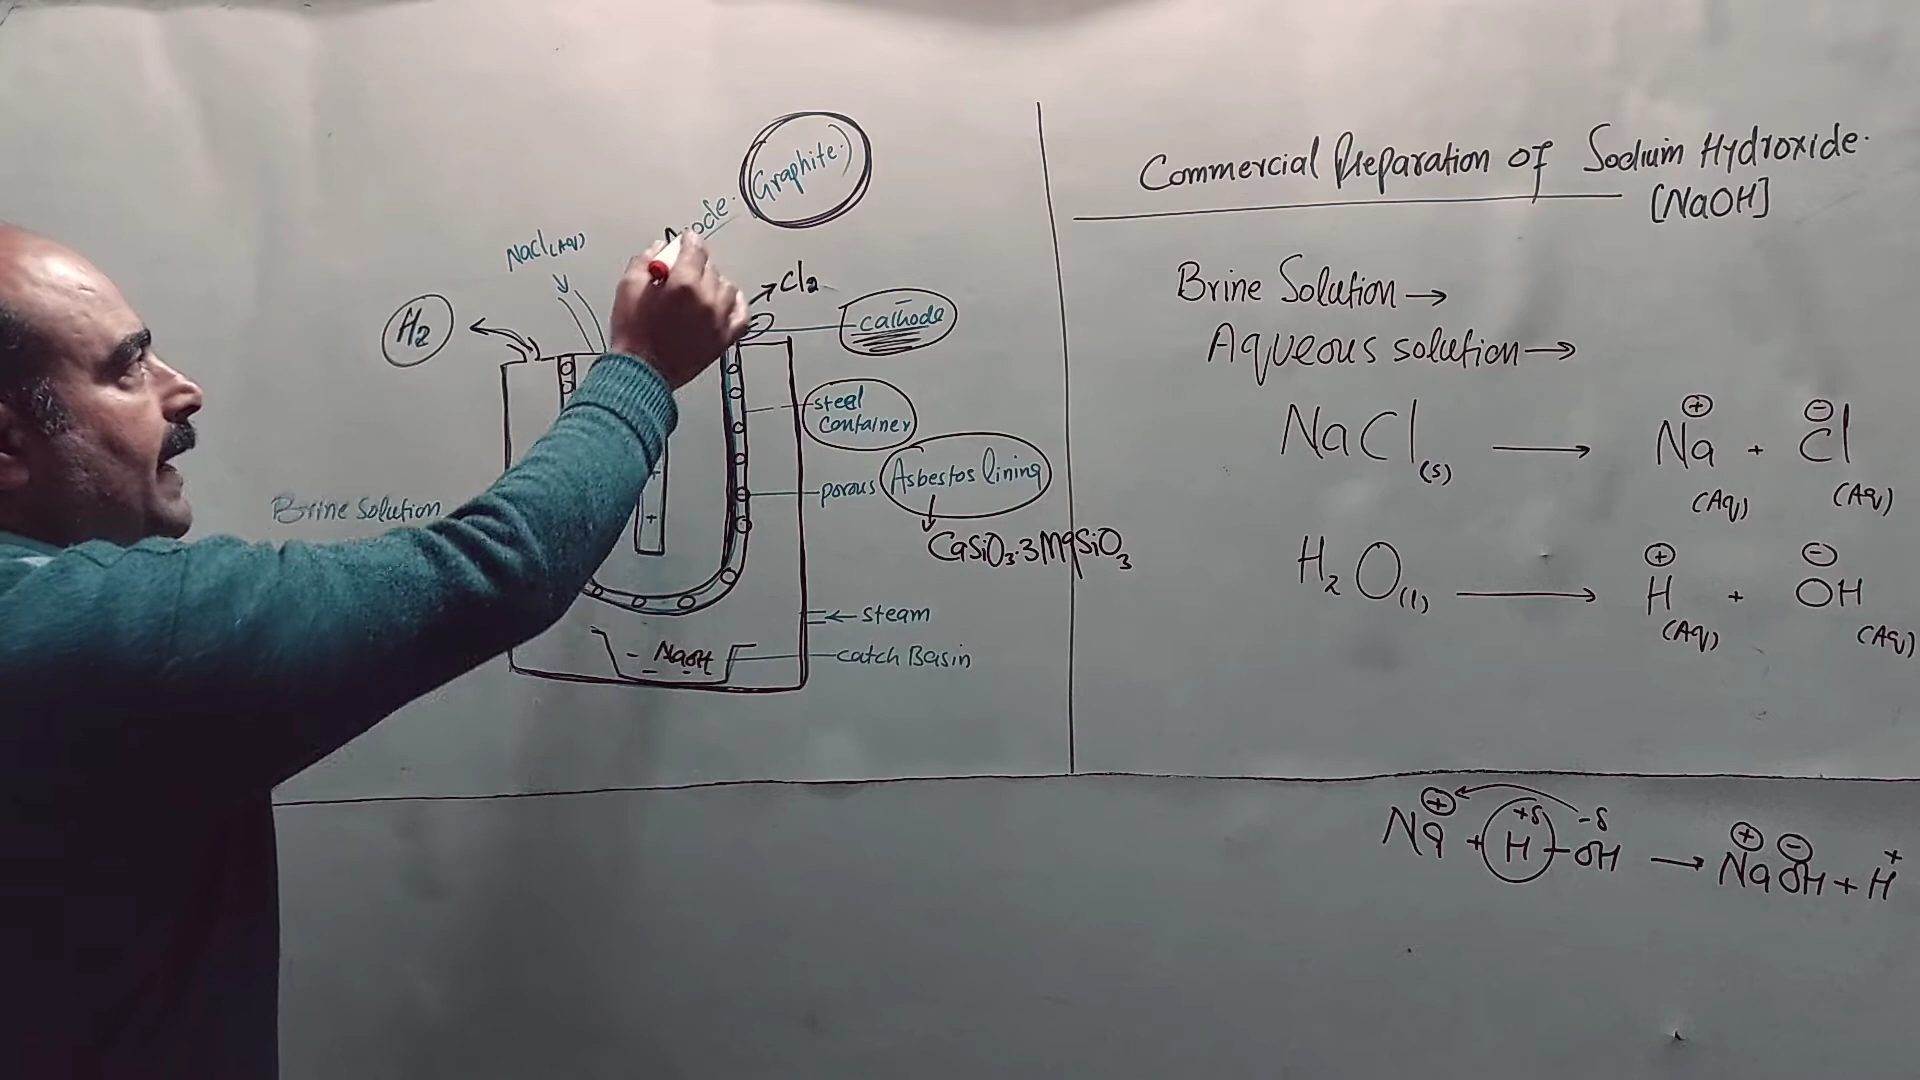 Graphite.
NaCl(Aq)
Cl2
H2
cathode
steel
container
porous Asbestos lining
CaSiO3.3MgSiO3
Brine Solution
+
steam
- NaOH
catch Basin
Commercial Preparation of Sodium Hydroxide.
[NaOH]
Brine Solution →
Aqueous solution →
NaCl(s) → Na⊕(Aq) + Cl⊖(Aq)
H2O(l) → H⊕(Aq) + OH⊖(Aq)
Na⊕ + H+δ - OH-δ → Na⊕OH⊖ + H+